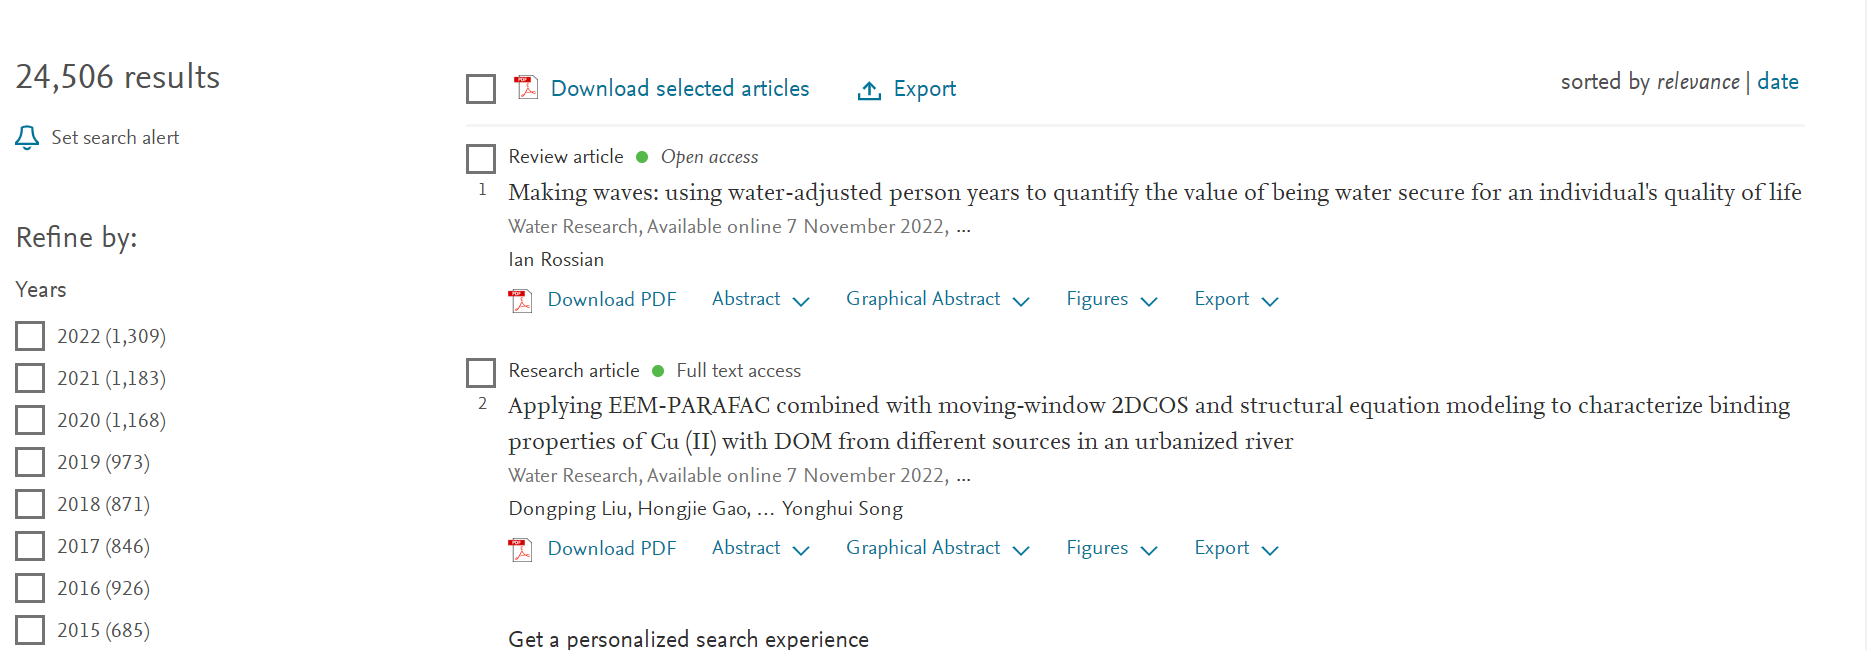 24,506 results
Set search alert
Refine by:
Years
2022 (1,309)
2021 (1,183)
2020 (1,168)
2019 (973)
2018 (871)
2017 (846)
2016 (926)
2015 (685)
Download selected articles Export
sorted by relevance | date
Review article Open access
1 Making waves: using water-adjusted person years to quantify the value of being water secure for an individual's quality of life
Water Research, Available online 7 November 2022, ...
Ian Rossian
Download PDF Abstract Graphical Abstract Figures Export
Research article Full text access
2 Applying EEM-PARAFAC combined with moving-window 2DCOS and structural equation modeling to characterize binding
properties of Cu (II) with DOM from different sources in an urbanized river
Water Research, Available online 7 November 2022, ...
Dongping Liu, Hongjie Gao, ... Yonghui Song
Download PDF Abstract Graphical Abstract Figures Export
Get a personalized search experience